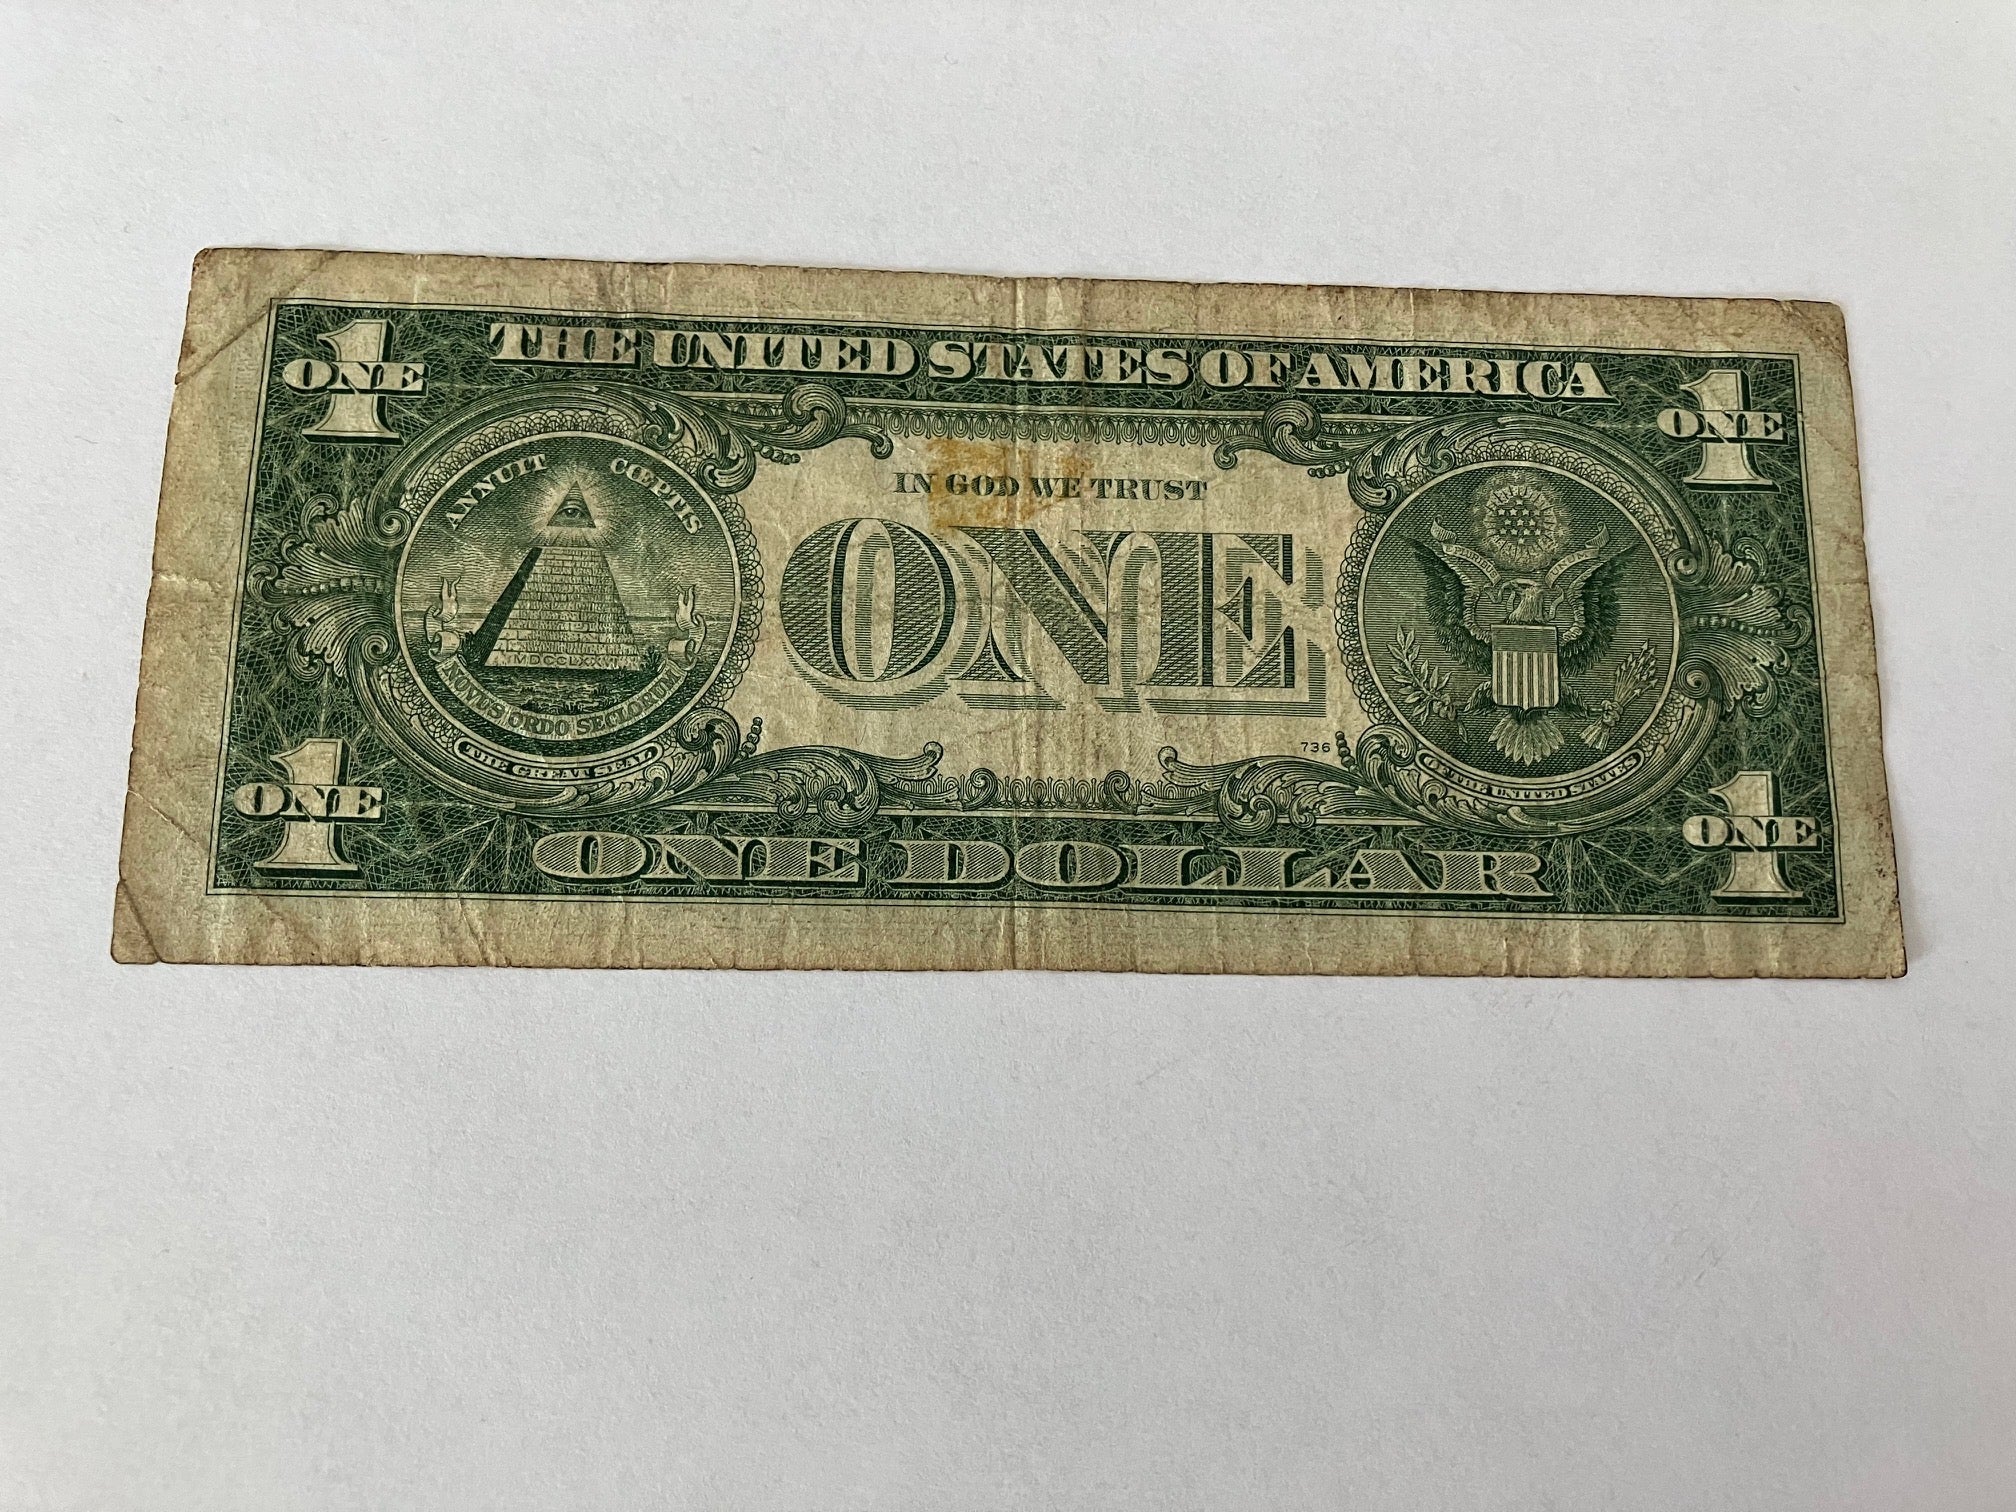 THE UNITED STATES OF AMERICA
1
ONE
1
ONE
ANNUIT CŒPTIS
IN GOD WE TRUST
ONE
MDCCLXXVI
NOVUS ORDO SECLORUM
THE GREAT SEAL
736
OF THE UNITED STATES
1
ONE
1
ONE
ONE DOLLAR